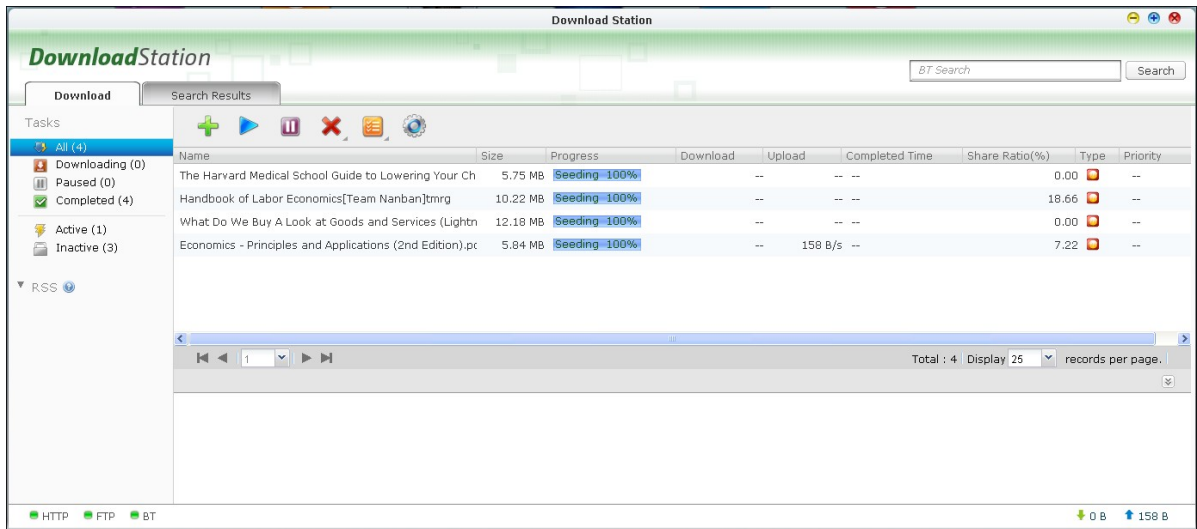 Download Station
DownloadStation
BT Search Search
Download Search Results
Tasks
All (4)
Downloading (0)
Paused (0)
Completed (4)
Active (1)
Inactive (3)
RSS
Name Size Progress Download Upload Completed Time Share Ratio(%) Type Priority
The Harvard Medical School Guide to Lowering Your Ch 5.75 MB Seeding 100% -- -- -- 0.00 --
Handbook of Labor Economics[Team Nanban]tmrg 10.22 MB Seeding 100% -- -- -- 18.66 --
What Do We Buy A Look at Goods and Services (Lightn 12.18 MB Seeding 100% -- -- -- 0.00 --
Economics - Principles and Applications (2nd Edition).pc 5.84 MB Seeding 100% -- 158 B/s -- 7.22 --
1 Total : 4 Display 25 records per page.
HTTP FTP BT 0 B 158 B